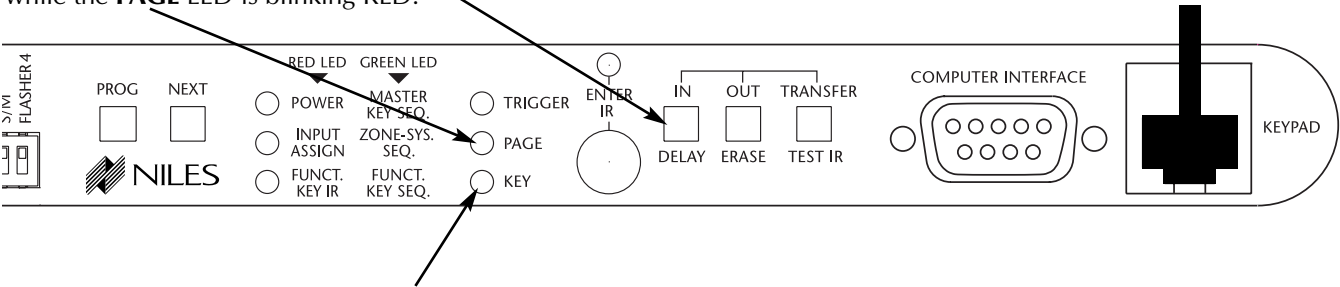 while the PAGE LED is blinking RED.
S/M
FLASHER 4
PROG NEXT
NILES
RED LED GREEN LED
POWER MASTER KEY SEQ.
INPUT ASSIGN ZONE-SYS. SEQ.
FUNCT. KEY IR FUNCT. KEY SEQ.
TRIGGER
PAGE
KEY
ENTER
IR
IN OUT TRANSFER
DELAY ERASE TEST IR
COMPUTER INTERFACE
KEYPAD